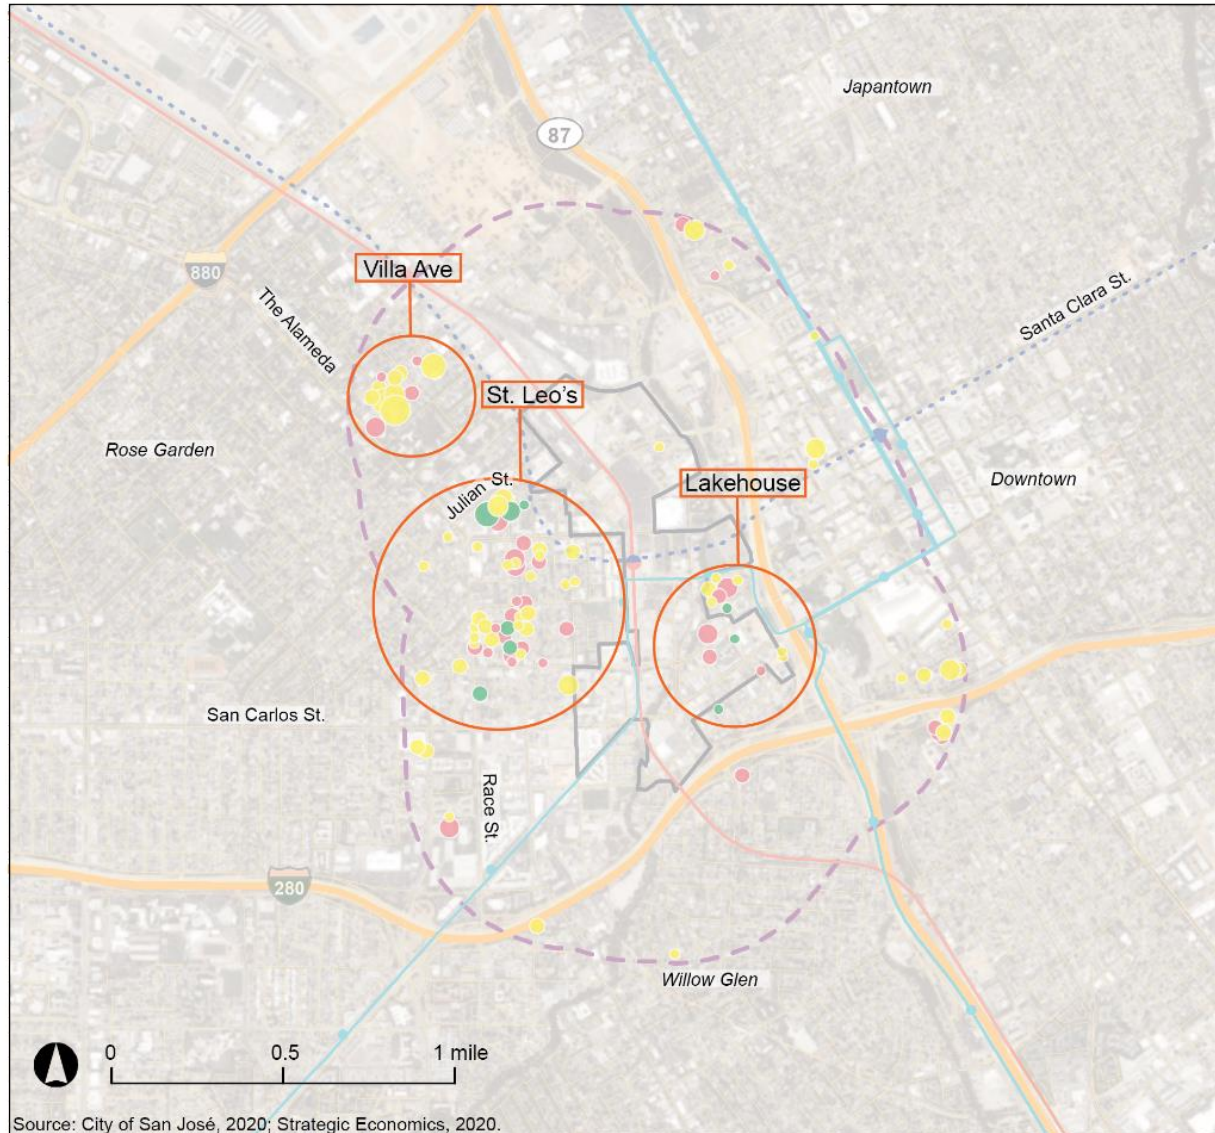 Japantown
87
Villa Ave
880
The Alameda
Santa Clara St.
St. Leo's
Rose Garden
Lakehouse
Downtown
Julian St.
San Carlos St.
Race St.
280
Willow Glen
0 0.5 1 mile
Source: City of San José, 2020; Strategic Economics, 2020.